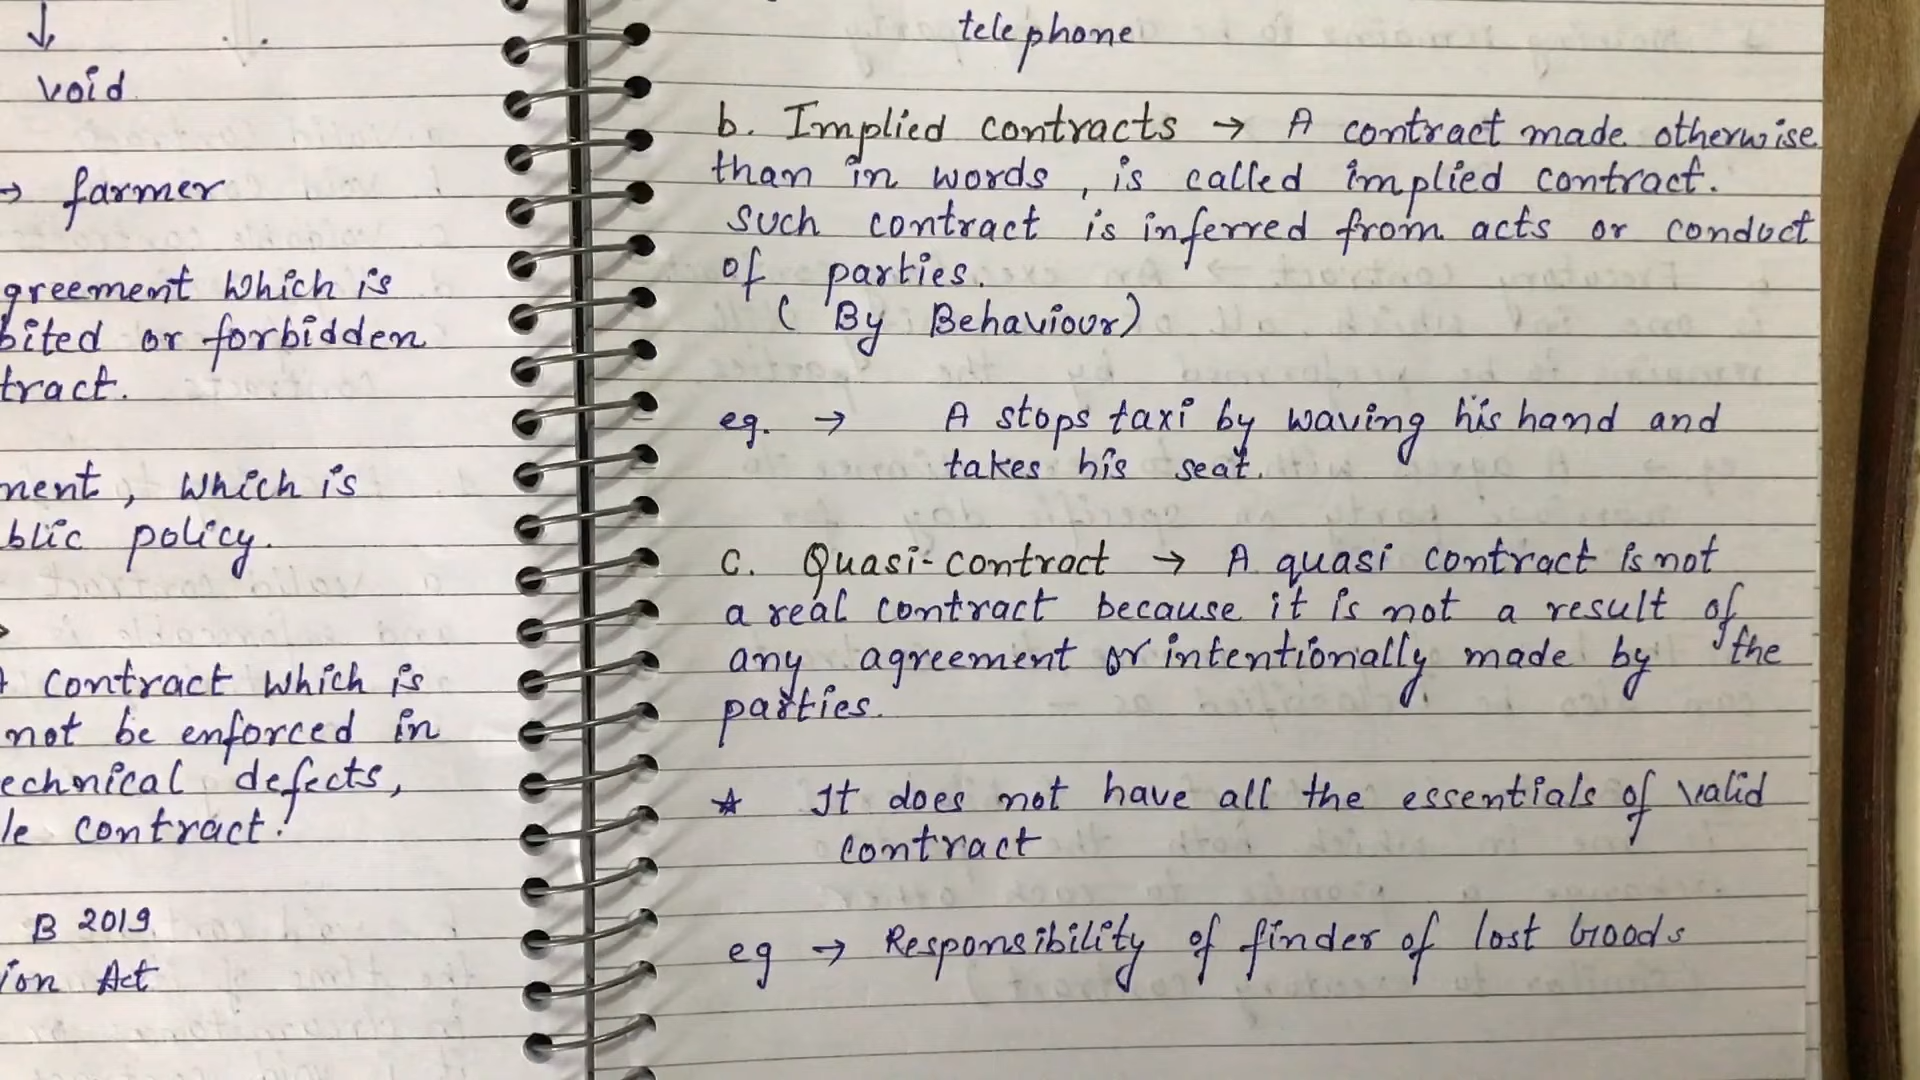 void
→ farmer
greement which is
bited or forbidden
tract.
ment, which is
blic policy.
contract which is
not be enforced in
echnical defects,
le contract!
B 2019
ion Act
telephone
b. Implied contracts → A contract made otherwise
than in words, is called implied contract.
Such contract is inferred from acts or conduct
of parties.
( By Behaviour)
eg. → A stops taxi by waving his hand and
takes his seat.
C. Quasi-contract → A quasi contract is not
a real contract because it is not a result of
any agreement or intentionally made by the
parties.
☆ It does not have all the essentials of valid
contract
eg → Responsibility of finder of lost Goods